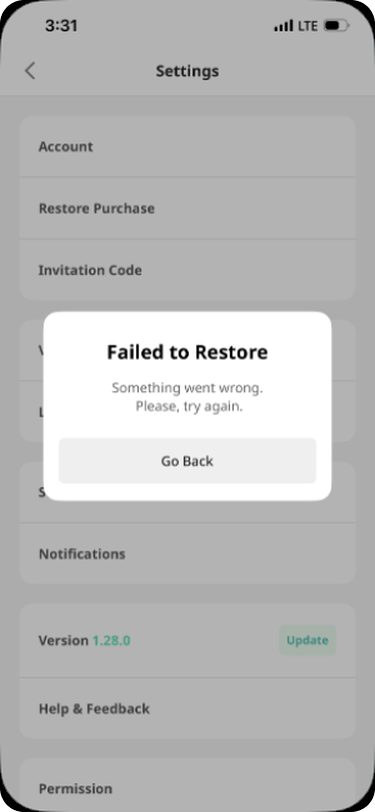 3:31
LTE
Settings
Account
Restore Purchase
Invitation Code
Failed to Restore
Something went wrong.
Please, try again.
Go Back
Notifications
Version 1.28.0
Update
Help & Feedback
Permission